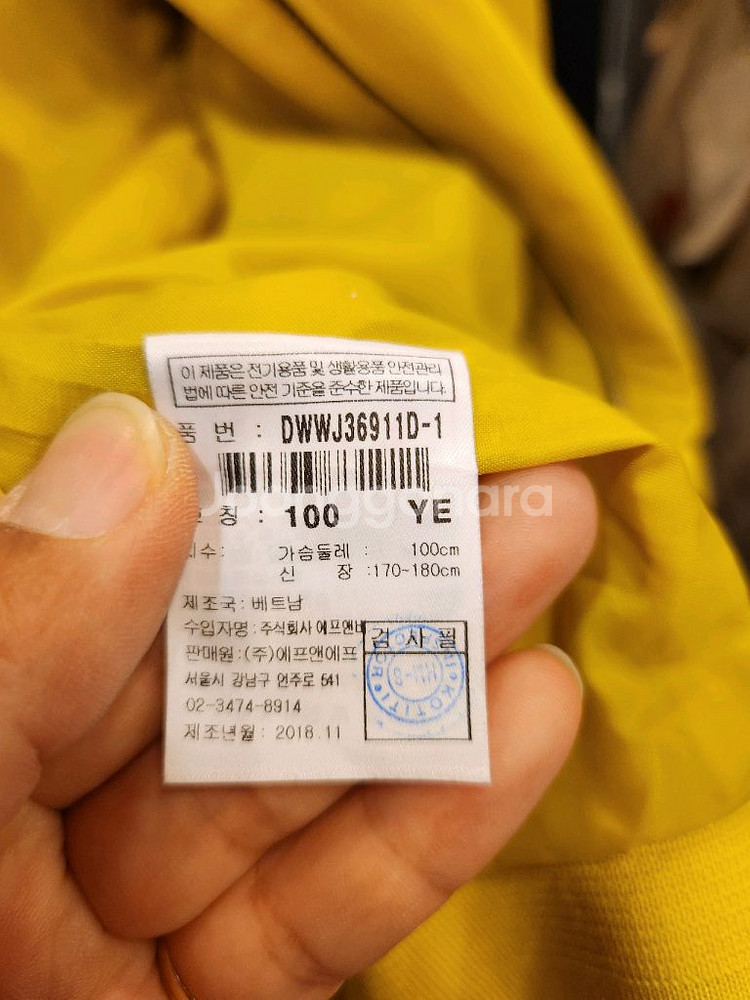 이 제품은 전기용품 및 생활용품 안전관리
법에 따른 안전 기준을 준수한 제품입니다.
품 번 : DWWJ36911D-1
칭 : 100 YE
치수: 가슴둘레 : 100cm
신 장 :170~180cm
제조국: 베트남
수입자명: 주식회사 에프앤
판매원:(주)에프앤에프
서울시 강남구 언주로 541
02-3474-8914
제조년월: 2018.11
검 사 필
KOTITI